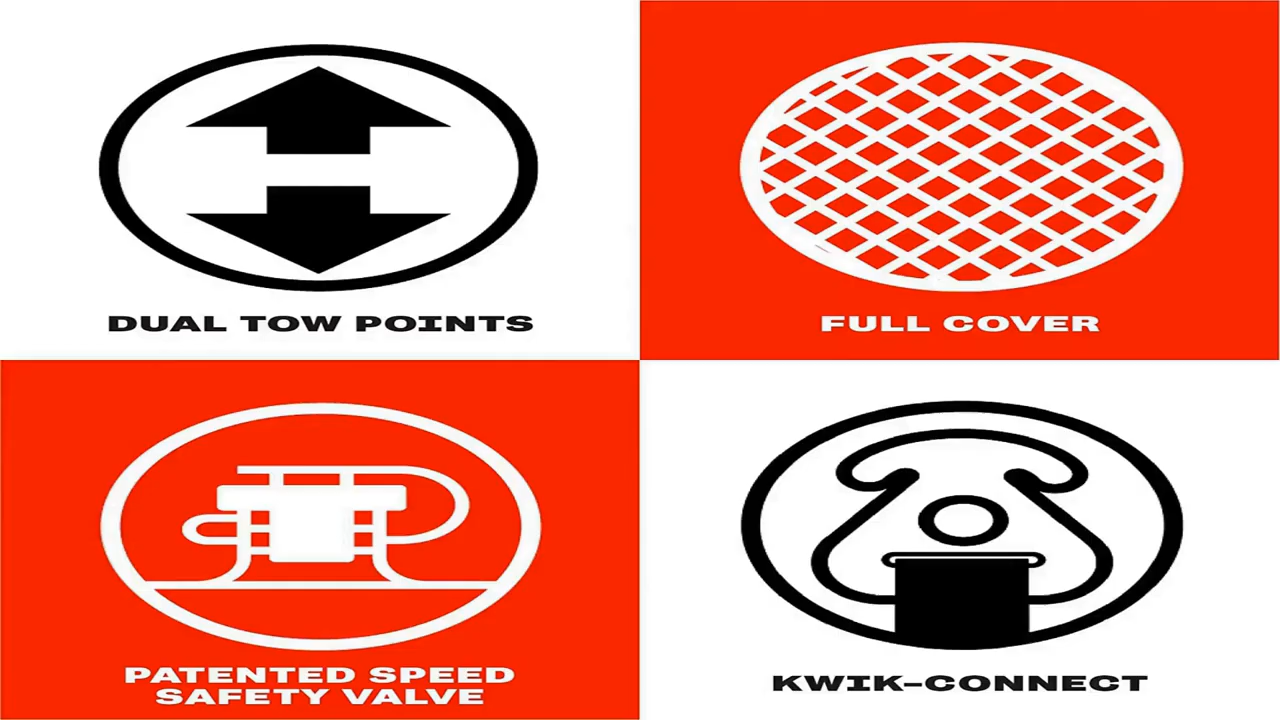 DUAL TOW POINTS
FULL COVER
PATENTED SPEED
SAFETY VALVE
KWIK-CONNECT